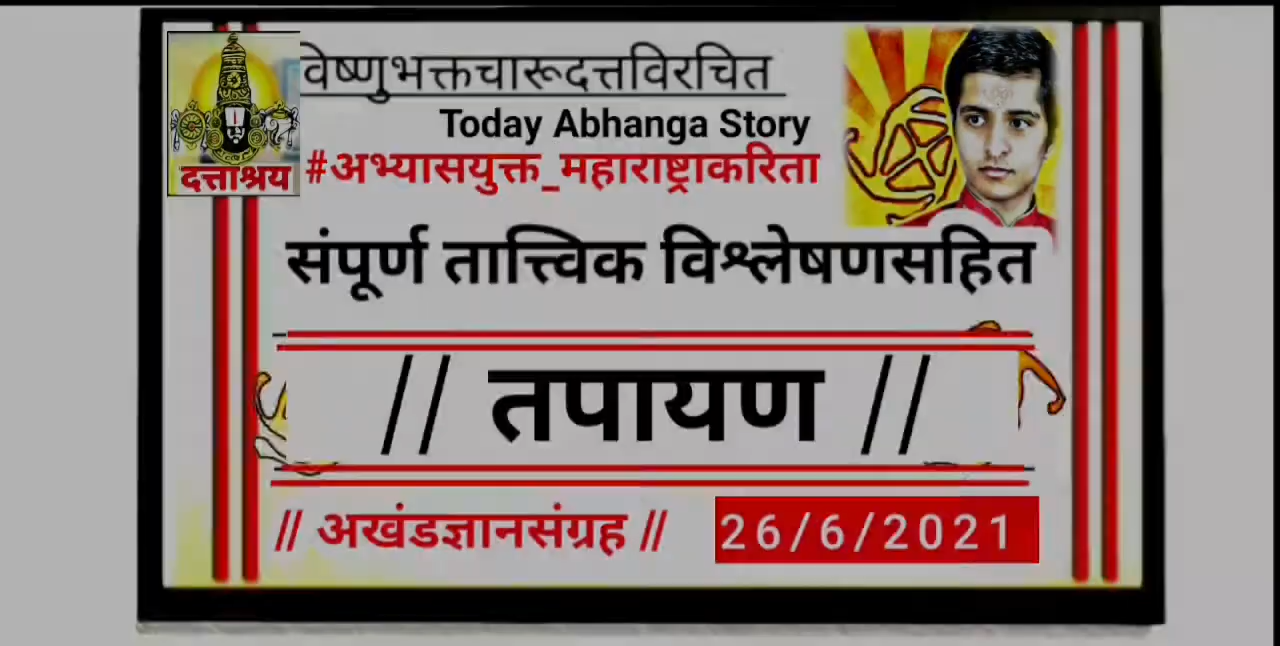 विष्णुभक्तचारूदत्तविरचित
Today Abhanga Story
दत्ताश्रय
#अभ्यासयुक्त_महाराष्ट्राकरिता
संपूर्ण तात्त्विक विश्लेषणसहित
// तपायण //
// अखंडज्ञानसंग्रह //
26/6/2021